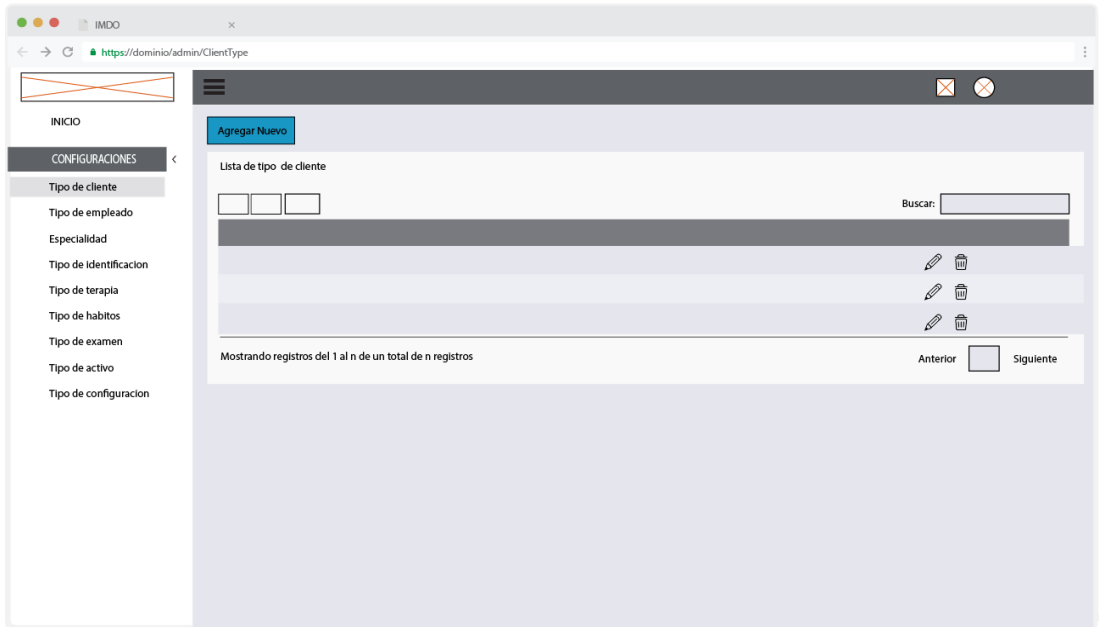 IMDO
https://dominio/admin/ClientType
INICIO
CONFIGURACIONES
Tipo de cliente
Tipo de empleado
Especialidad
Tipo de identificacion
Tipo de terapia
Tipo de habitos
Tipo de examen
Tipo de activo
Tipo de configuracion
Agregar Nuevo
Lista de tipo de cliente
Buscar:
Mostrando registros del 1 al n de un total de n registros
Anterior
Siguiente